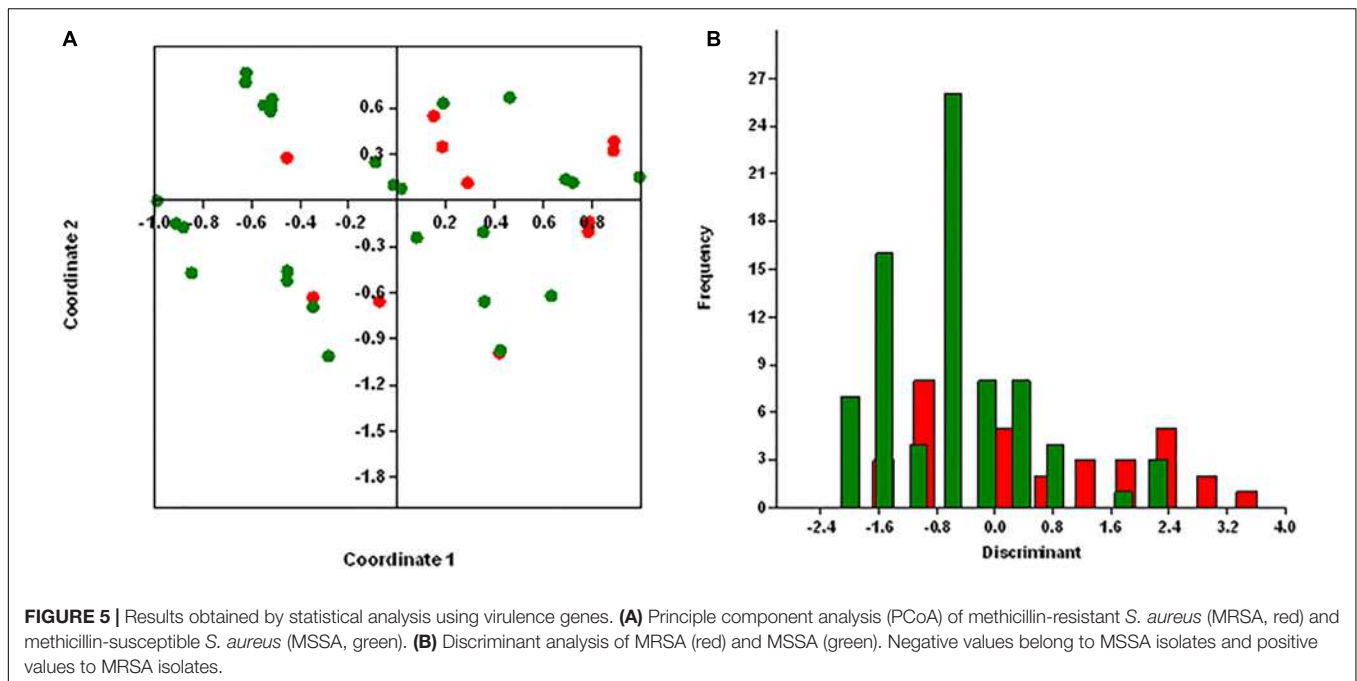 A
B
0.6
0.3
-1.0 -0.8 -0.6 -0.4 -0.2 0.2 0.4 0.6 0.8
-0.3
-0.6
-0.9
-1.2
-1.5
-1.8
Coordinate 2
Coordinate 1
27
24
21
18
15
12
9
6
3
0
Frequency
-2.4 -1.6 -0.8 0.0 0.8 1.6 2.4 3.2 4.0
Discriminant
FIGURE 5 | Results obtained by statistical analysis using virulence genes. (A) Principle component analysis (PCoA) of methicillin-resistant S. aureus (MRSA, red) and
methicillin-susceptible S. aureus (MSSA, green). (B) Discriminant analysis of MRSA (red) and MSSA (green). Negative values belong to MSSA isolates and positive
values to MRSA isolates.